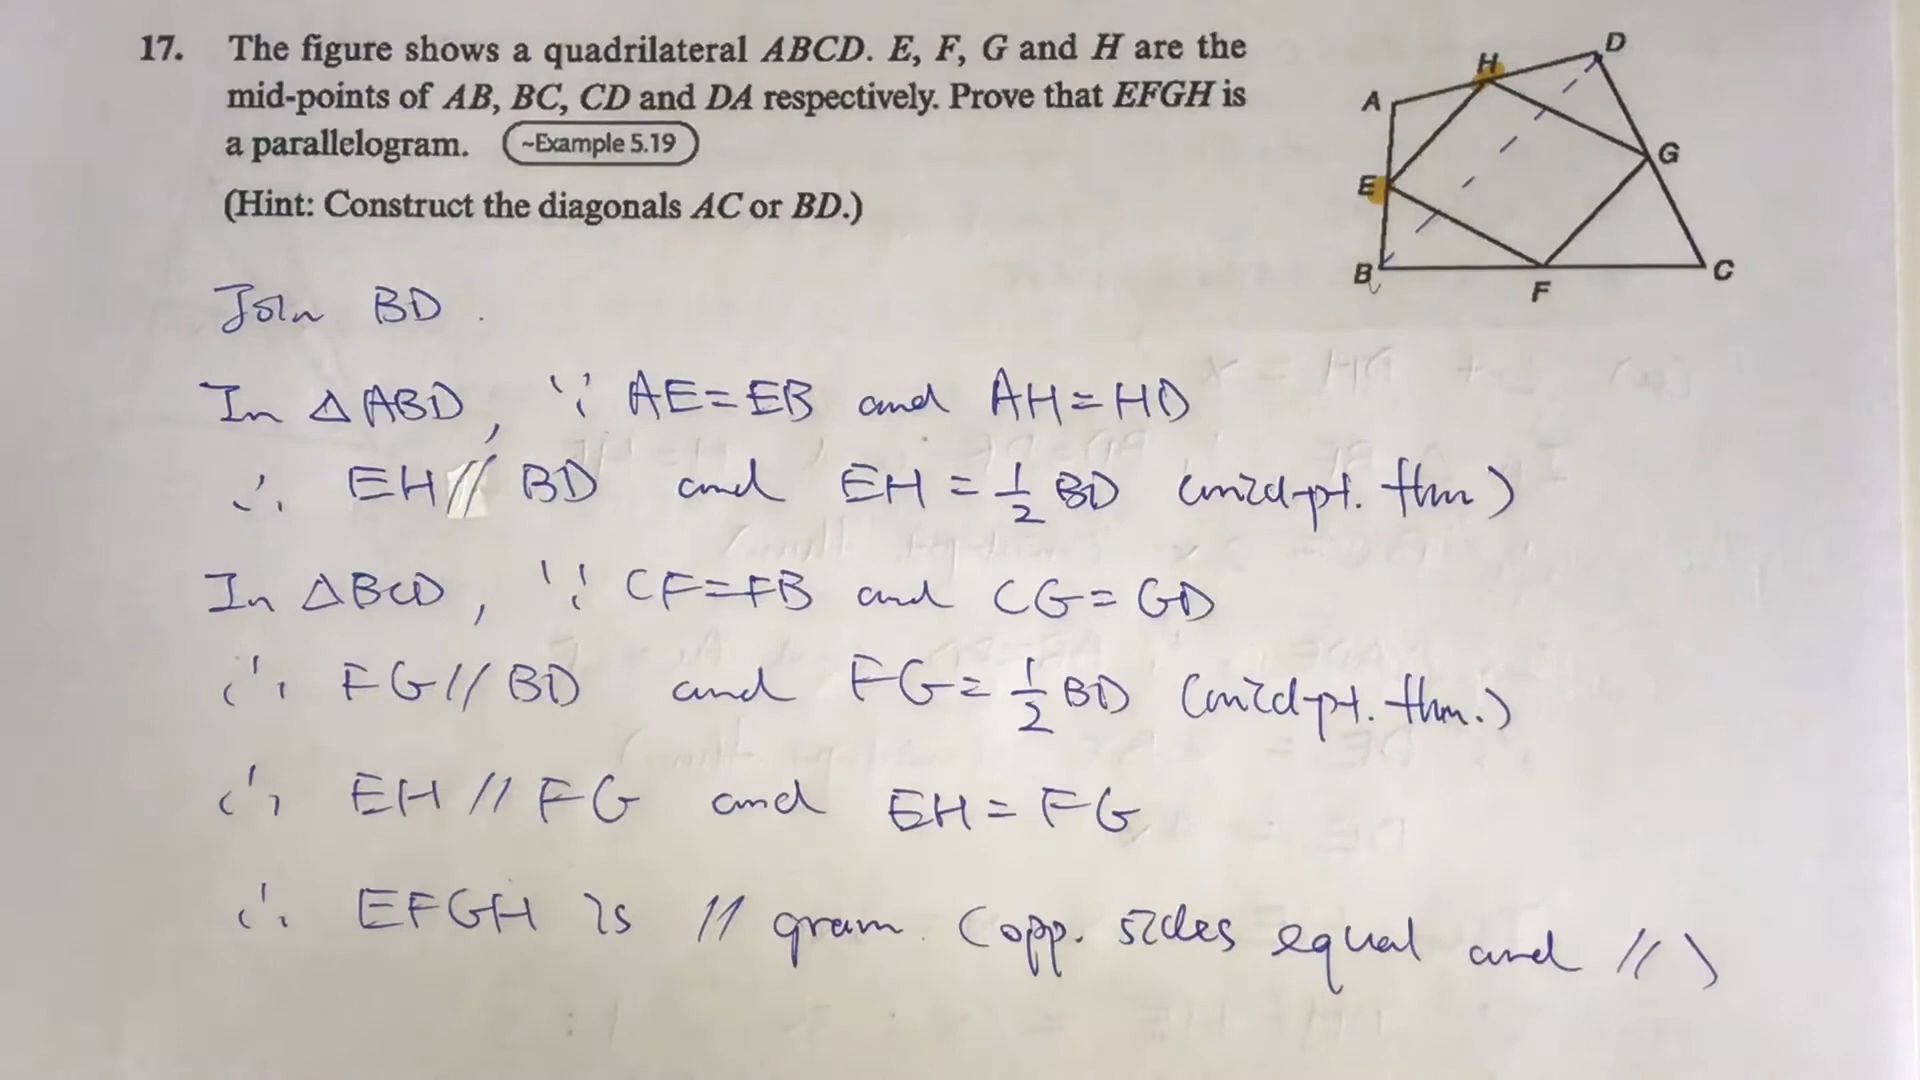 17. The figure shows a quadrilateral ABCD. E, F, G and H are the
mid-points of AB, BC, CD and DA respectively. Prove that EFGH is
a parallelogram. ~Example 5.19
(Hint: Construct the diagonals AC or BD.)
D
H
A
G
E
B
C
F
Join BD.
In △ABD, ∵ AE=EB and AH=HD
∴ EH // BD and EH = 1/2 BD (mid-pt. thm)
In △BCD, ∵ CF=FB and CG=GD
∴ FG // BD and FG = 1/2 BD (mid-pt. thm.)
∴ EH // FG and EH = FG
∴ EFGH is // gram. (opp. sides equal and //)